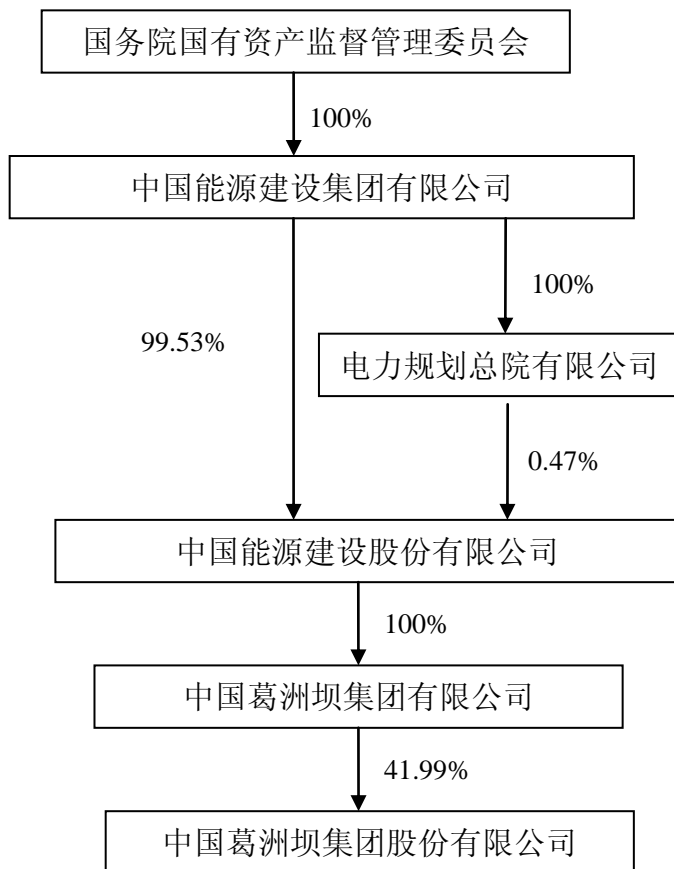 国务院国有资产监督管理委员会
100%
中国能源建设集团有限公司
100%
99.53%
电力规划总院有限公司
0.47%
中国能源建设股份有限公司
100%
中国葛洲坝集团有限公司
41.99%
中国葛洲坝集团股份有限公司